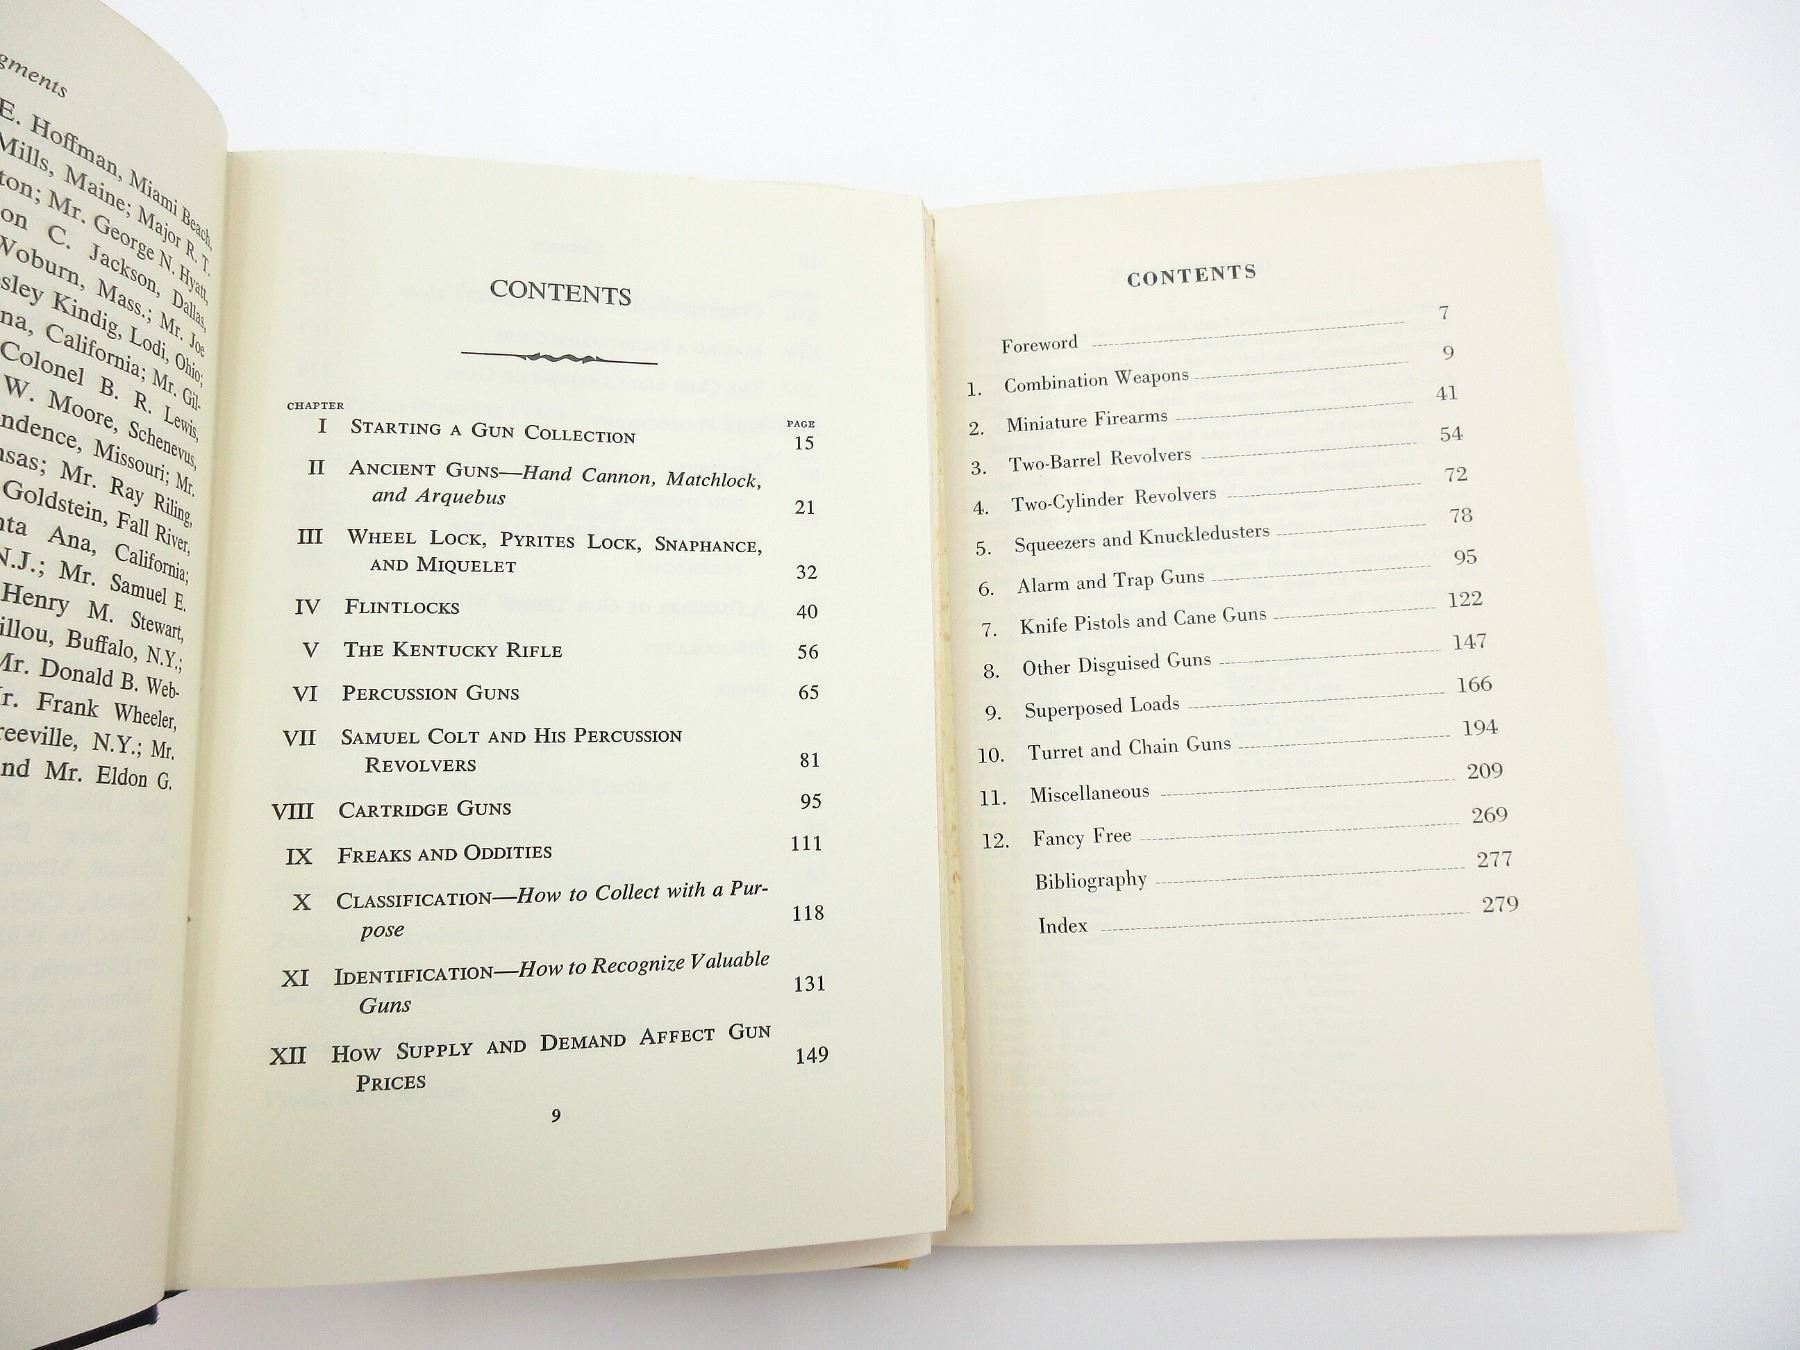 gments
E. Hoffman, Miami Beach,
Mills, Maine; Major R. T.
ton; Mr. George N. Hyatt,
on C. Jackson, Dallas,
Woburn, Mass.; Mr. Joe
sley Kindig, Lodi, Ohio;
na, California; Mr. Gil-
Colonel B. R. Lewis,
W. Moore, Schenevus,
ndence, Missouri; Mr.
nsas; Mr. Ray Riling,
Goldstein, Fall River,
nta Ana, California;
N.J.; Mr. Samuel E.
Henry M. Stewart,
illou, Buffalo, N.Y.;
Mr. Donald B. Web-
Mr. Frank Wheeler,
reeville, N.Y.; Mr.
nd Mr. Eldon G.
CONTENTS
CHAPTER PAGE
I STARTING A GUN COLLECTION 15
II ANCIENT GUNS—Hand Cannon, Matchlock,
and Arquebus 21
III WHEEL LOCK, PYRITES LOCK, SNAPHANCE,
AND MIQUELET 32
IV FLINTLOCKS 40
V THE KENTUCKY RIFLE 56
VI PERCUSSION GUNS 65
VII SAMUEL COLT AND HIS PERCUSSION
REVOLVERS 81
VIII CARTRIDGE GUNS 95
IX FREAKS AND ODDITIES 111
X CLASSIFICATION—How to Collect with a Pur-
pose 118
XI IDENTIFICATION—How to Recognize Valuable
Guns 131
XII HOW SUPPLY AND DEMAND AFFECT GUN
PRICES 149
9
CONTENTS
Foreword 7
1. Combination Weapons 9
2. Miniature Firearms 41
3. Two-Barrel Revolvers 54
4. Two-Cylinder Revolvers 72
5. Squeezers and Knuckledusters 78
6. Alarm and Trap Guns 95
7. Knife Pistols and Cane Guns 122
8. Other Disguised Guns 147
9. Superposed Loads 166
10. Turret and Chain Guns 194
11. Miscellaneous 209
12. Fancy Free 269
Bibliography 277
Index 279